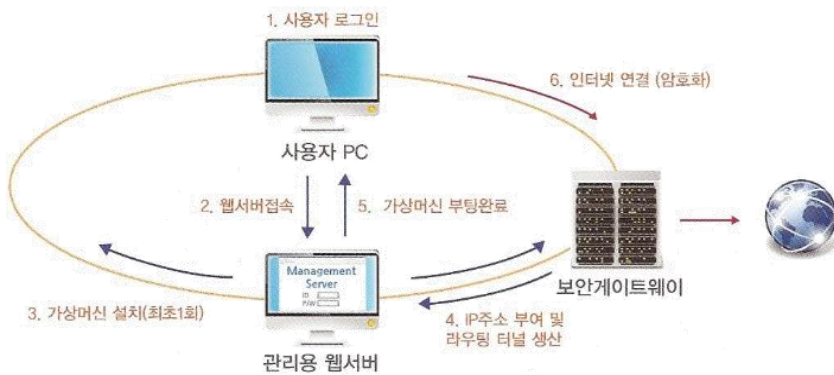 1. 사용자 로그인
6. 인터넷 연결 (암호화)
사용자 PC
2. 웹서버접속
5. 가상머신 부팅완료
Management
Server
ID
P/W
보안게이트웨이
3. 가상머신 설치(최초1회)
4. IP주소 부여 및
라우팅 터널 생산
관리용 웹서버